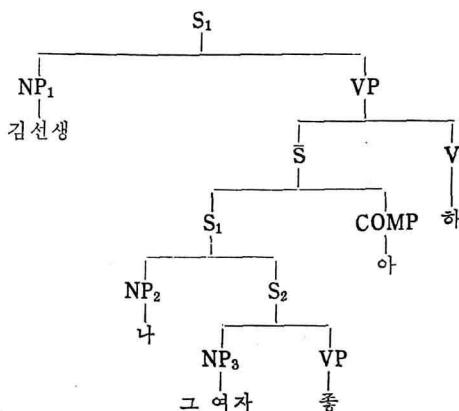 S₁
NP₁ VP
김선생 S̄ V
S₁ COMP 하
NP₂ S₂ 아
나 NP₃ VP
그 여자 좋